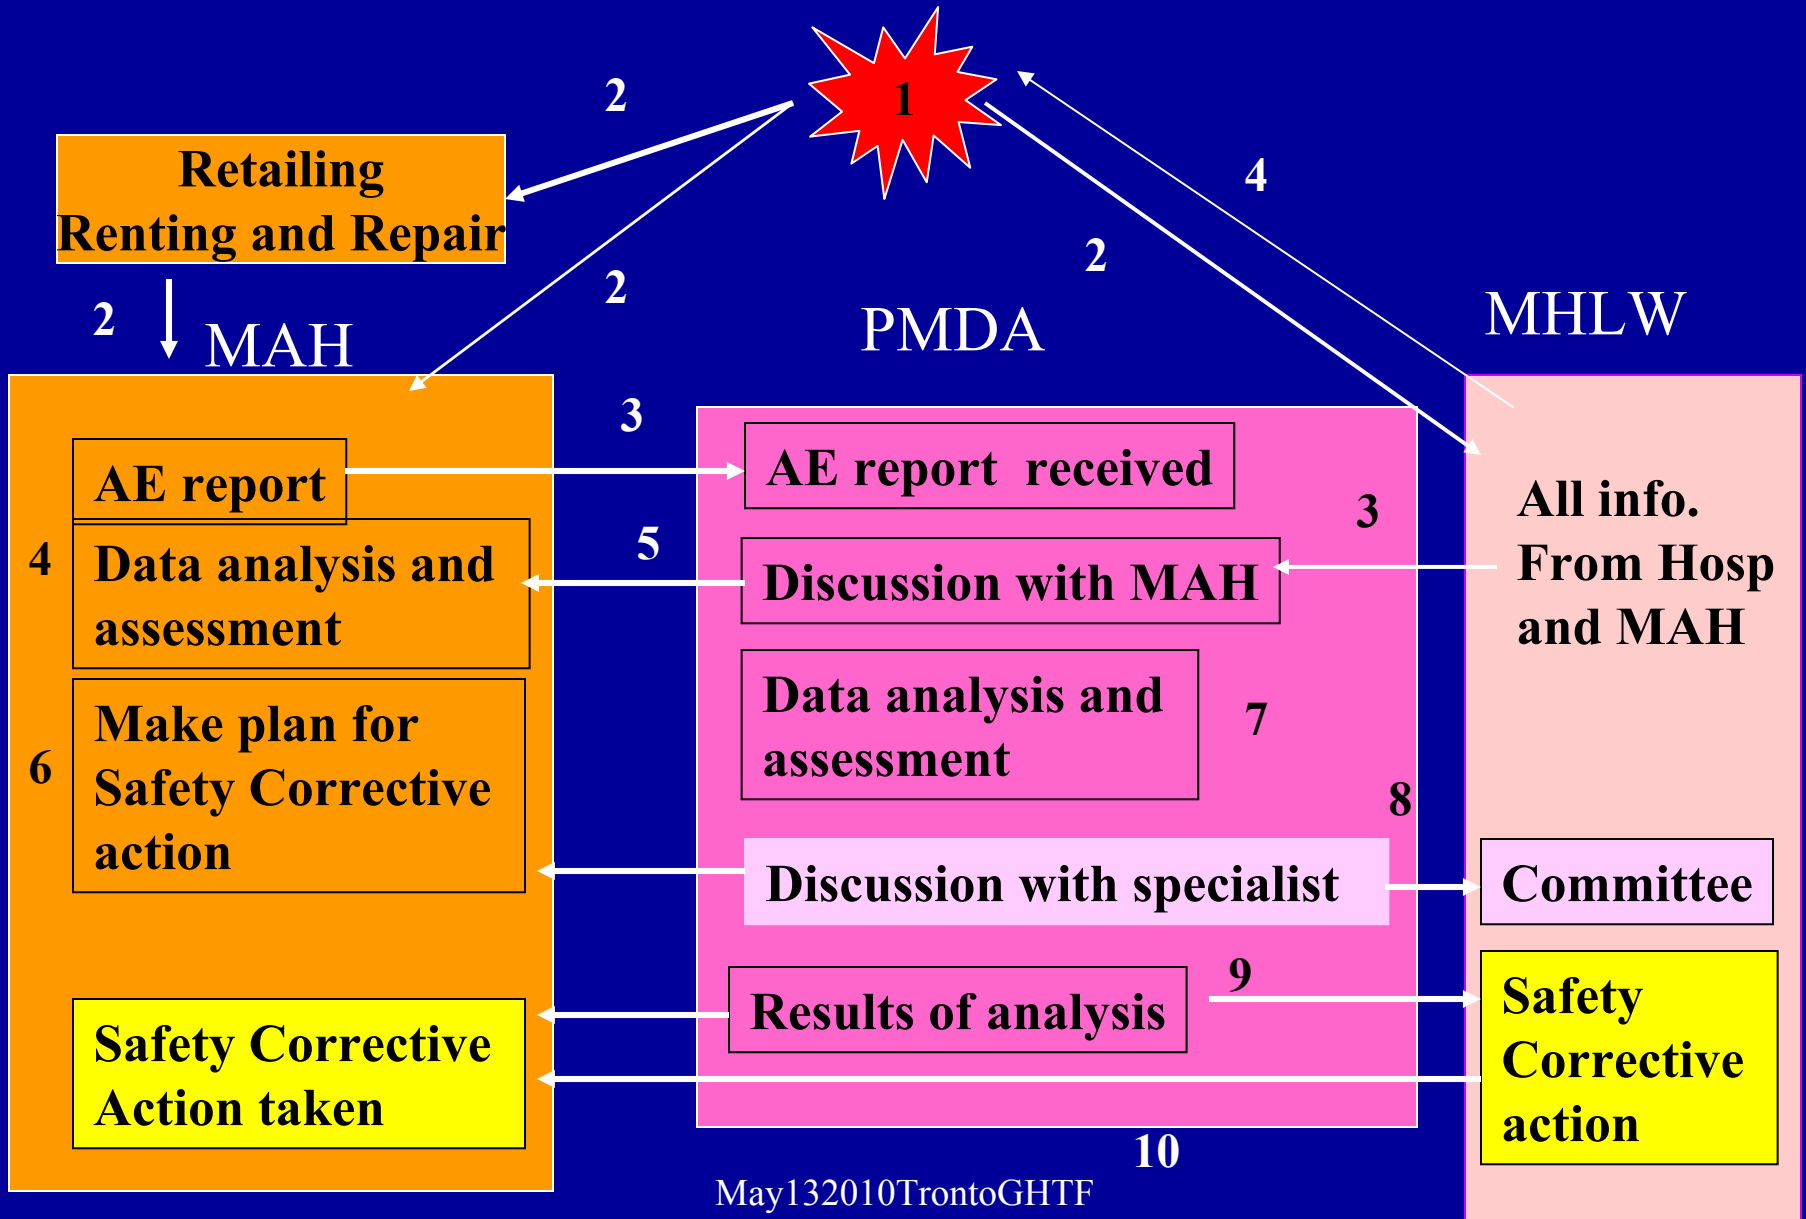 1
2
4
Retailing
Renting and Repair
2
2
2
MAH
PMDA
MHLW
3
AE report
AE report  received
3
All info.
From Hosp
and MAH
4
Data analysis and
assessment
5
Discussion with MAH
6
Make plan for
Safety Corrective
action
Data analysis and
assessment
7
8
Discussion with specialist
Committee
Results of analysis
9
Safety
Corrective
action
Safety Corrective
Action taken
10
May132010TrontoGHTF